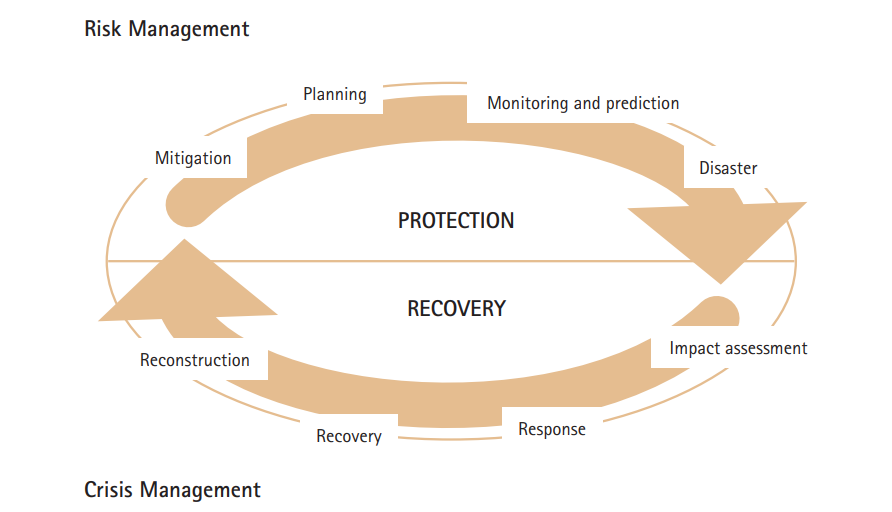 Risk Management
Planning
Monitoring and prediction
Mitigation
Disaster
PROTECTION
RECOVERY
Impact assessment
Reconstruction
Response
Recovery
Crisis Management